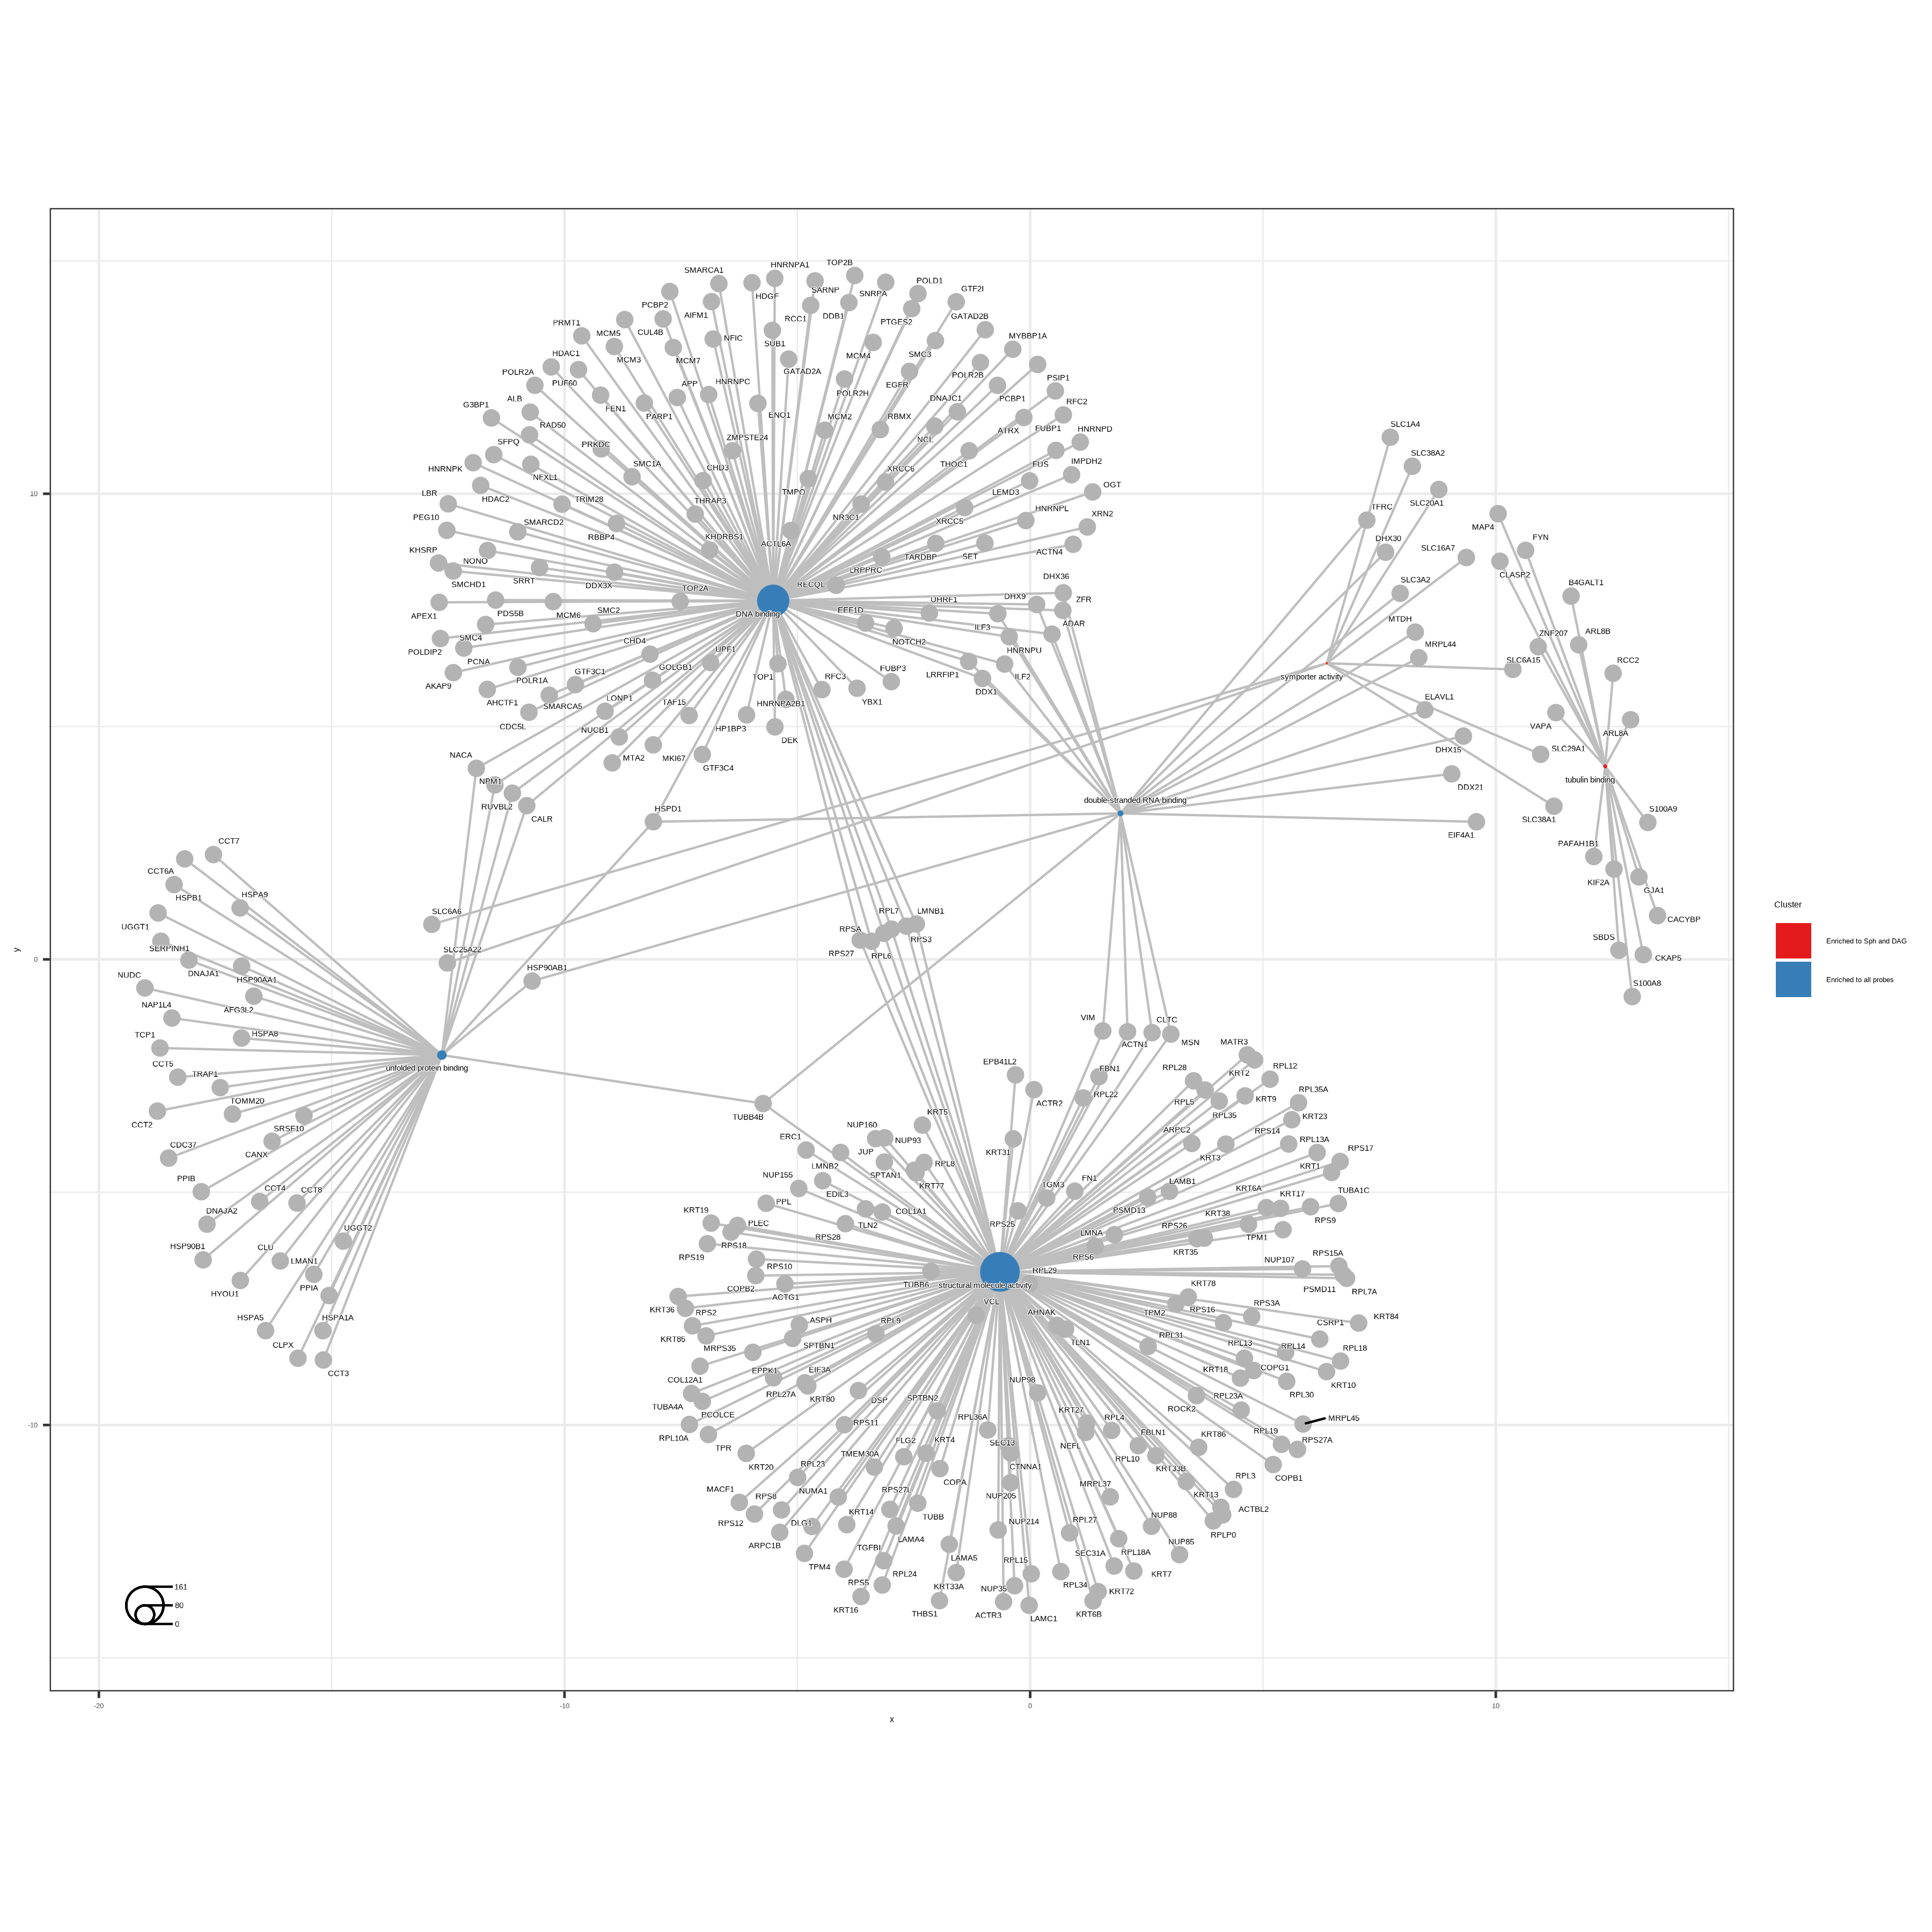 SMARCA1
HNRNPA1
TOP2B
HDGF
SARNP
SNRPA
POLD1
GTF2I
PCBP2
AIFM1
RCC1
DDB1
PTGES2
GATAD2B
PRMT1
MCM5
CUL4B
NFIC
SUB1
MYBBP1A
HDAC1
MCM3
MCM7
GATAD2A
MCM4
SMC3
POLR2A
PUF60
APP
HNRNPC
POLR2H
EGFR
POLR2B
PSIP1
G3BP1
ALB
FEN1
PARP1
ENO1
MCM2
RBMX
DNAJC1
PCBP1
RFC2
RAD50
SFPQ
PRKDC
ZMPSTE24
NCL
ATRX
FUBP1
HNRNPD
HNRNPK
NFXL1
SMC1A
CHD3
XRCC6
THOC1
FUS
IMPDH2
LBR
HDAC2
TRIM28
THRAP3
TMPO
LEMD3
OGT
PEG10
SMARCD2
RBBP4
KHDRBS1
ACTL6A
NR3C1
XRCC5
HNRNPL
XRN2
KHSRP
NONO
SMCHD1
SRRT
DDX3X
TOP2A
RECQL
LRPPRC
TARDBP
SET
ACTN4
DHX36
APEX1
PDS5B
MCM6
SMC2
DNA binding
EEF1D
UHRF1
DHX9
ZFR
ADAR
POLDIP2
SMC4
PCNA
CHD4
UPF1
NOTCH2
ILF3
HNRNPU
AKAP9
POLR1A
GTF3C1
GOLGB1
TOP1
RFC3
FUBP3
LRRFIP1
ILF2
DDX1
AHCTF1
SMARCA5
LONP1
TAF15
HNRNPA2B1
YBX1
CDC5L
NUCB1
HP1BP3
DEK
NACA
MTA2
MKI67
GTF3C4
NPM1
RUVBL2
CALR
HSPD1
double-stranded RNA binding
SLC1A4
SLC38A2
SLC20A1
TFRC
DHX30
SLC16A7
MAP4
FYN
CLASP2
SLC3A2
B4GALT1
MTDH
MRPL44
ZNF207
ARL8B
symporter activity
SLC6A15
RCC2
ELAVL1
VAPA
ARL8A
DHX15
SLC29A1
DDX21
tubulin binding
SLC38A1
S100A9
EIF4A1
PAFAH1B1
KIF2A
GJA1
CACYBP
SBDS
CKAP5
S100A8
CCT7
CCT6A
HSPB1
HSPA9
UGGT1
SERPINH1
DNAJA1
HSP90AA1
NUDC
NAP1L4
AFG3L2
TCP1
HSPA8
CCT5
TRAP1
unfolded protein binding
CCT2
TOMM20
SRSF10
CDC37
CANX
PPIB
CCT4
CCT8
DNAJA2
UGGT2
HSP90B1
CLU
LMAN1
HYOU1
PPIA
HSPA5
HSPA1A
CLPX
CCT3
SLC6A6
SLC25A22
HSP90AB1
RPL7
LMNB1
RPSA
RPS3
RPS27
RPL6
TUBB4B
VIM
ACTN1
CLTC
MSN
MATR3
EPB41L2
FBN1
RPL28
KRT2
RPL12
ACTR2
RPL22
RPL5
KRT9
RPL35A
KRT5
RPL35
KRT23
NUP160
NUP93
ERC1
JUP
KRT31
ARPC2
RPS14
RPL13A
RPS17
LMNB2
SPTAN1
RPL8
KRT3
KRT1
NUP155
KRT77
TGM3
FN1
LAMB1
KRT6A
KRT17
TUBA1C
PPL
EDIL3
COL1A1
PSMD13
KRT38
RPS9
KRT19
PLEC
TLN2
RPS25
LMNA
RPS26
TPM1
RPS18
RPS28
RPS6
KRT35
RPS19
RPS10
NUP107
RPS15A
COPB2
ACTG1
TUBB6
structural molecule activity
RPL29
KRT78
PSMD11
RPL7A
KRT36
RPS2
VCL
AHNAK
TPM2
RPS16
RPS3A
KRT84
KRT85
ASPH
RPL9
CSRP1
MRPS35
SPTBN1
TLN1
RPL31
RPL13
RPL14
RPL18
COL12A1
EPPK1
EIF3A
NUP98
KRT18
COPG1
KRT10
TUBA4A
RPL27A
KRT80
DSP
SPTBN2
RPL23A
RPL30
PCOLCE
RPS11
RPL36A
KRT27
RPL4
ROCK2
MRPL45
RPL10A
TPR
FLG2
KRT4
SEC13
NEFL
FBLN1
KRT86
RPL19
RPS27A
KRT20
RPL23
TMEM30A
COPA
CTNNA1
RPL10
KRT33B
RPL3
COPB1
MACF1
RPS8
NUMA1
RPS27L
NUP205
MRPL37
KRT13
ACTBL2
RPS12
DLG1
KRT14
TUBB
NUP214
RPL27
NUP88
RPLP0
ARPC1B
TGFBI
LAMA4
NUP85
TPM4
LAMA5
RPL15
SEC31A
RPL18A
RPS5
RPL24
KRT33A
NUP35
RPL34
KRT72
KRT7
KRT16
THBS1
ACTR3
LAMC1
KRT6B
161
80
0
10
0
-10
y
-20
-10
0
10
x
Cluster
Enriched to Sph and DAG
Enriched to all probes